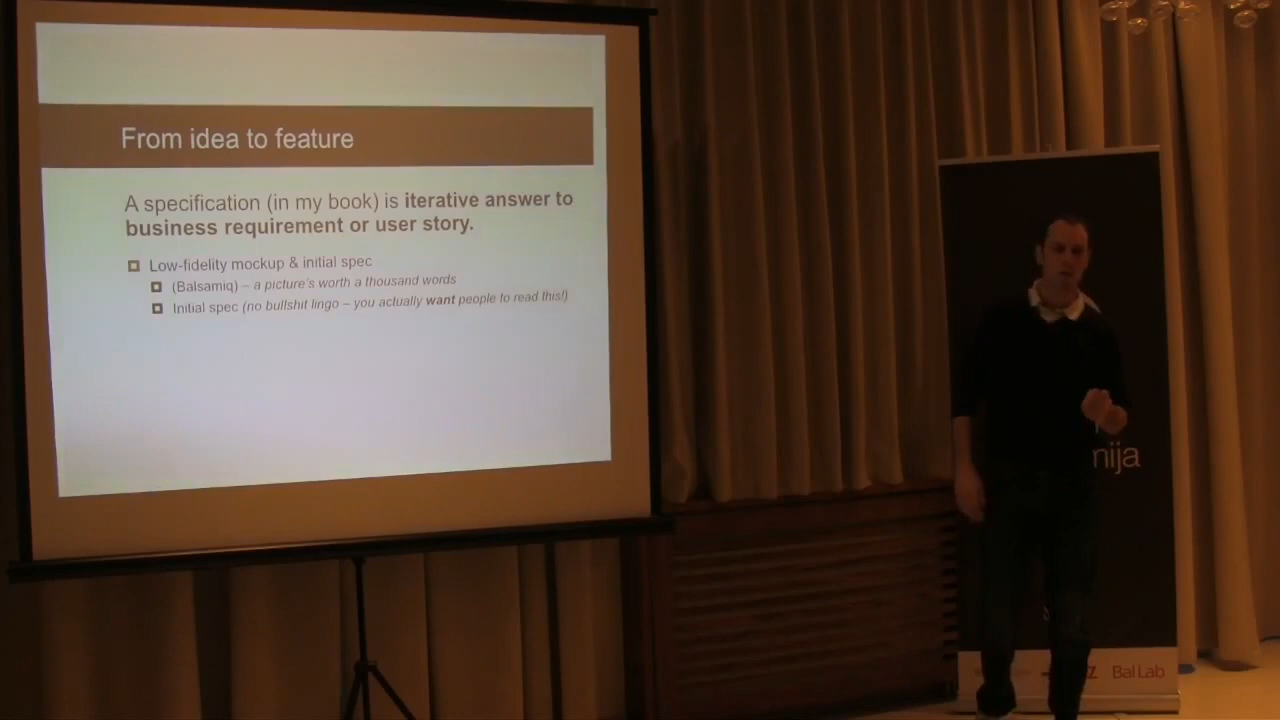 From idea to feature
A specification (in my book) is iterative answer to
business requirement or user story.
Low-fidelity mockup & initial spec
(Balsamiq) – a picture's worth a thousand words
Initial spec (no bullshit lingo – you actually want people to read this!)
nija
Z Bal Lab